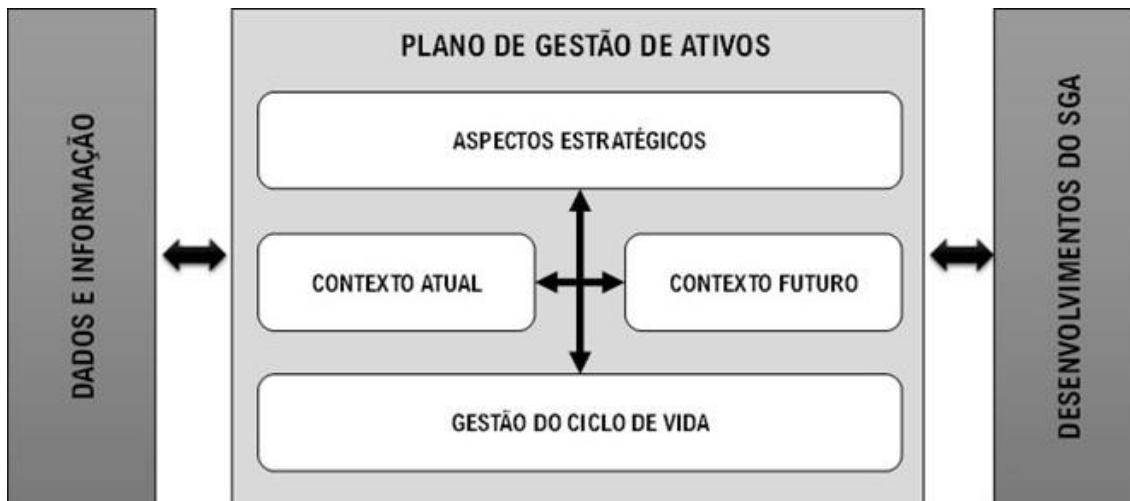 DADOS E INFORMAÇÃO
PLANO DE GESTÃO DE ATIVOS
ASPECTOS ESTRATÉGICOS
CONTEXTO ATUAL
CONTEXTO FUTURO
GESTÃO DO CICLO DE VIDA
DESENVOLVIMENTOS DO SGA